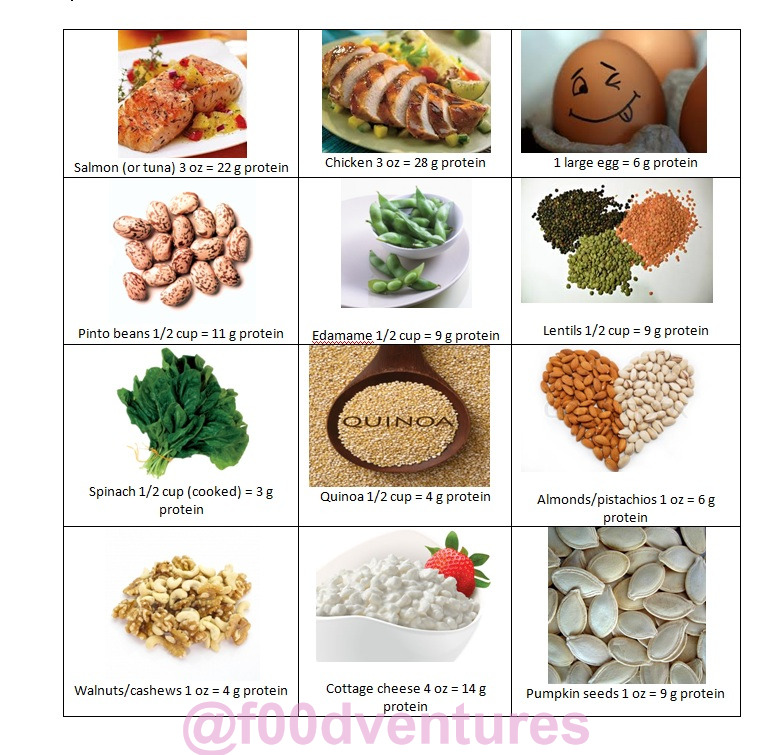 Salmon (or tuna) 3 oz = 22 g protein
Chicken 3 oz = 28 g protein
1 large egg = 6 g protein
Pinto beans 1/2 cup = 11 g protein
Edamame 1/2 cup = 9 g protein
Lentils 1/2 cup = 9 g protein
QUINOA
Spinach 1/2 cup (cooked) = 3 g
protein
Quinoa 1/2 cup = 4 g protein
Almonds/pistachios 1 oz = 6 g
protein
Walnuts/cashews 1 oz = 4 g protein
Cottage cheese 4 oz = 14 g
protein
Pumpkin seeds 1 oz = 9 g protein
@f00dventures